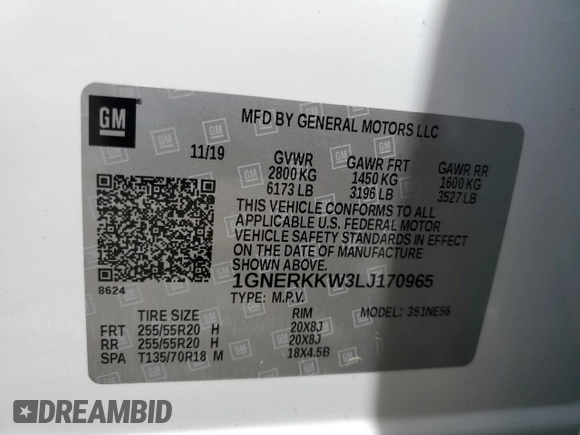 GM
MFD BY GENERAL MOTORS LLC
11/19
GVWR GAWR FRT GAWR RR
2800 KG 1450 KG 1600 KG
6173 LB 3196 LB 3527 LB
THIS VEHICLE CONFORMS TO ALL
APPLICABLE U.S. FEDERAL MOTOR
VEHICLE SAFETY STANDARDS IN EFFECT
ON THE DATE OF MANUFACTURE
SHOWN ABOVE.
1GNERKKW3LJ170965
8624
TYPE: M.P.V. 351NE56
TIRE SIZE RIM
FRT 255/55R20 H 20X8J
RR 255/55R20 H 20X8J
SPA T135/70R18 M 18X4.5B
DREAMBID